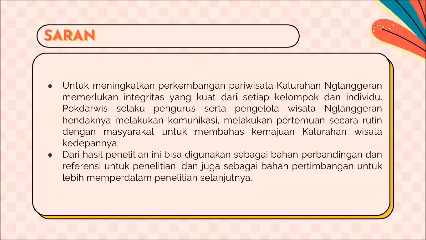 SARAN
• Untuk meningkatkan perkembangan pariwisata Kalurahan Nglanggeran
memerlukan integritas yang kuat dari setiap kelompok dan individu.
Pokdarwis selaku pengurus serta pengelola wisata Nglanggeran
hendaknya melakukan komunikasi, melakukan pertemuan secara rutin
dengan masyarakat untuk membahas kemajuan Kalurahan wisata
kedepannya.
• Dari hasil penelitian ini bisa digunakan sebagai bahan perbandingan dan
referensi untuk penelitian, dan juga sebagai bahan pertimbangan untuk
lebih memperdalam penelitian selanjutnya.